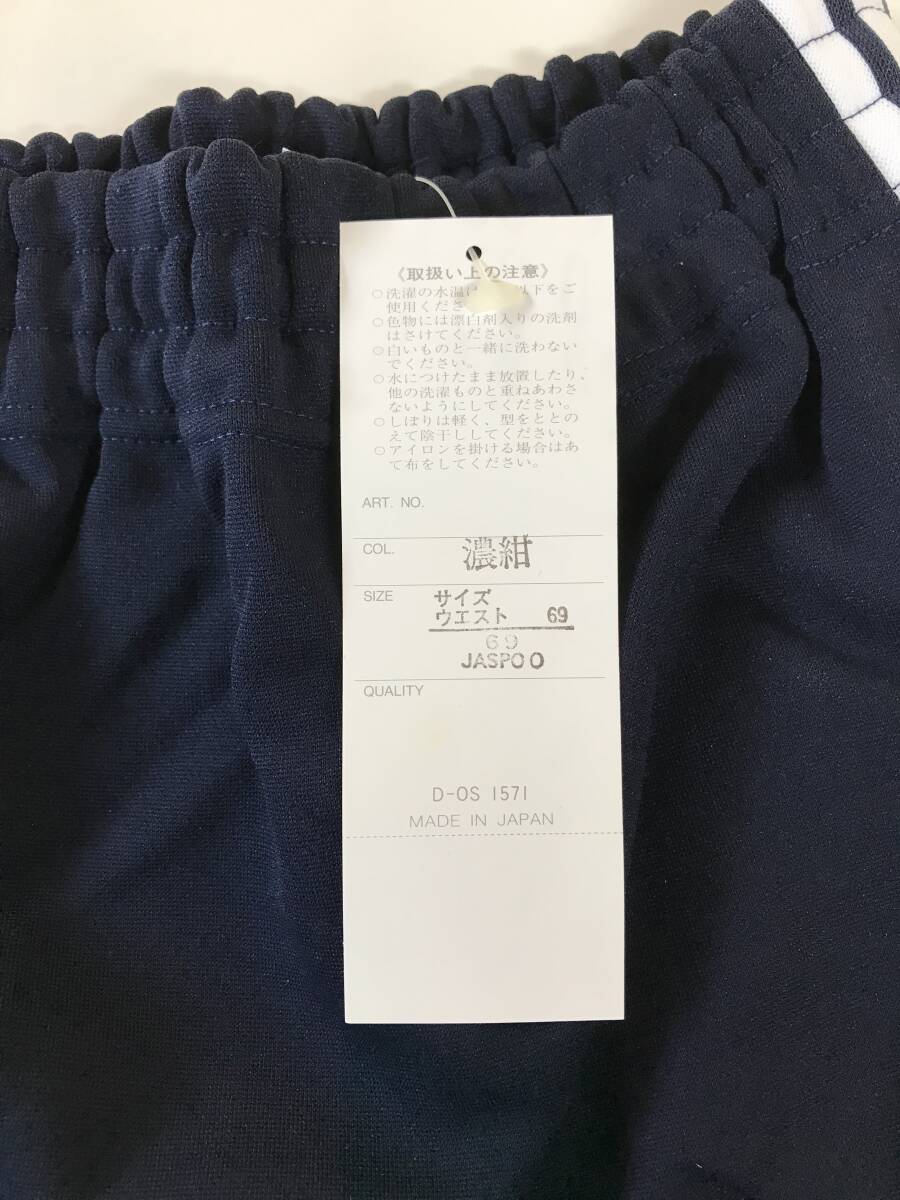 《取扱い上の注意》
○洗濯の水温は 以下をご
使用くださ
○色物には漂白剤入りの洗剤
はさけてください。
○白いものと一緒に洗わない
でください。
○水につけたまま放置したり、
他の洗濯ものと重ねあわさ
ないようにしてください。
○しぼりは軽く、型をととの
えて陰干ししてください。
○アイロンを掛ける場合はあ
て布をしてください。
ART. NO.
COL. 濃紺
SIZE サイズ
ウエスト 69
69
JASPO O
QUALITY
D-OS 1571
MADE IN JAPAN